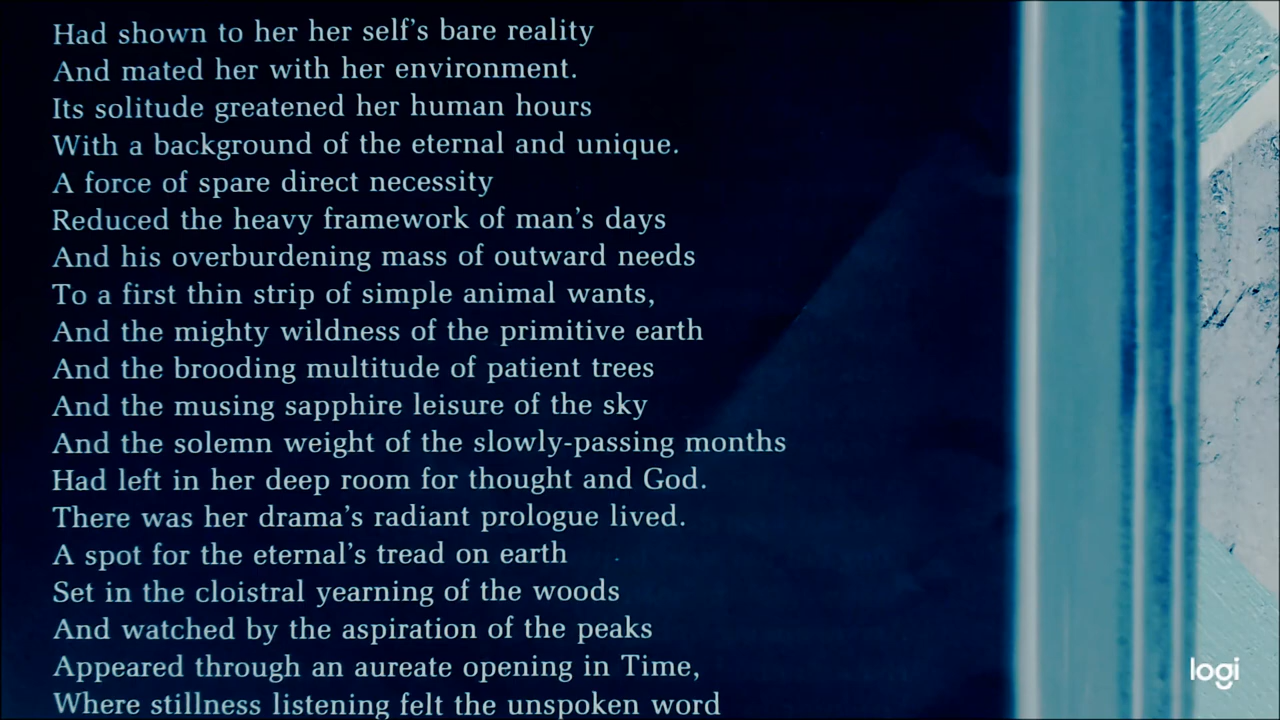 Had shown to her her self's bare reality
And mated her with her environment.
Its solitude greatened her human hours
With a background of the eternal and unique.
A force of spare direct necessity
Reduced the heavy framework of man's days
And his overburdening mass of outward needs
To a first thin strip of simple animal wants,
And the mighty wildness of the primitive earth
And the brooding multitude of patient trees
And the musing sapphire leisure of the sky
And the solemn weight of the slowly-passing months
Had left in her deep room for thought and God.
There was her drama's radiant prologue lived.
A spot for the eternal's tread on earth
Set in the cloistral yearning of the woods
And watched by the aspiration of the peaks
Appeared through an aureate opening in Time,
Where stillness listening felt the unspoken word
logi